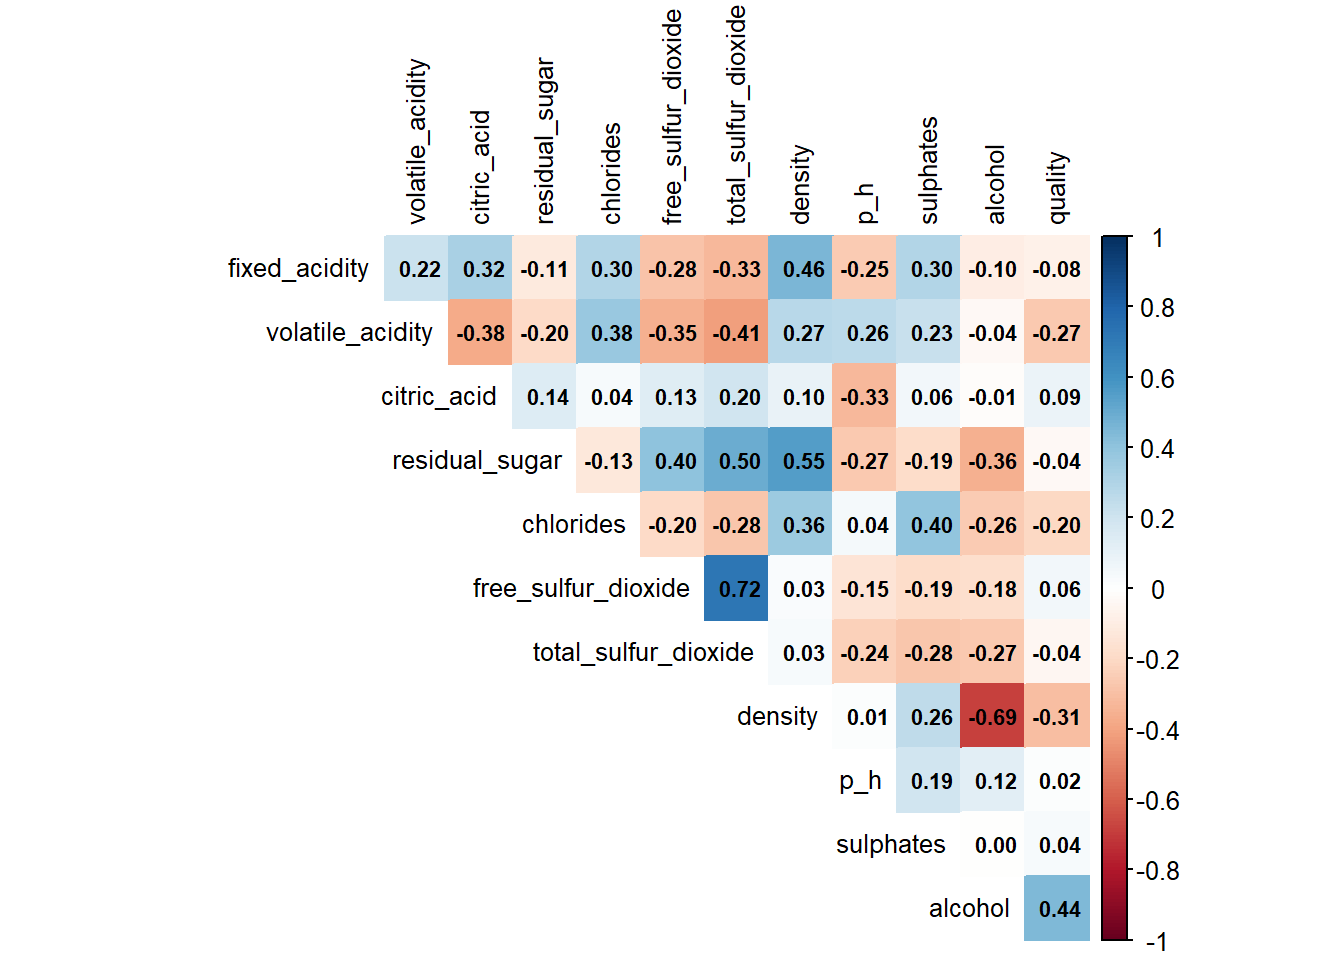 volatile_acidity citric_acid residual_sugar chlorides free_sulfur_dioxide total_sulfur_dioxide density p_h sulphates alcohol quality
fixed_acidity 0.22 0.32 -0.11 0.30 -0.28 -0.33 0.46 -0.25 0.30 -0.10 -0.08
volatile_acidity -0.38 -0.20 0.38 -0.35 -0.41 0.27 0.26 0.23 -0.04 -0.27
citric_acid 0.14 0.04 0.13 0.20 0.10 -0.33 0.06 -0.01 0.09
residual_sugar -0.13 0.40 0.50 0.55 -0.27 -0.19 -0.36 -0.04
chlorides -0.20 -0.28 0.36 0.04 0.40 -0.26 -0.20
free_sulfur_dioxide 0.72 0.03 -0.15 -0.19 -0.18 0.06
total_sulfur_dioxide 0.03 -0.24 -0.28 -0.27 -0.04
density 0.01 0.26 -0.69 -0.31
p_h 0.19 0.12 0.02
sulphates 0.00 0.04
alcohol 0.44
1
0.8
0.6
0.4
0.2
0
-0.2
-0.4
-0.6
-0.8
-1